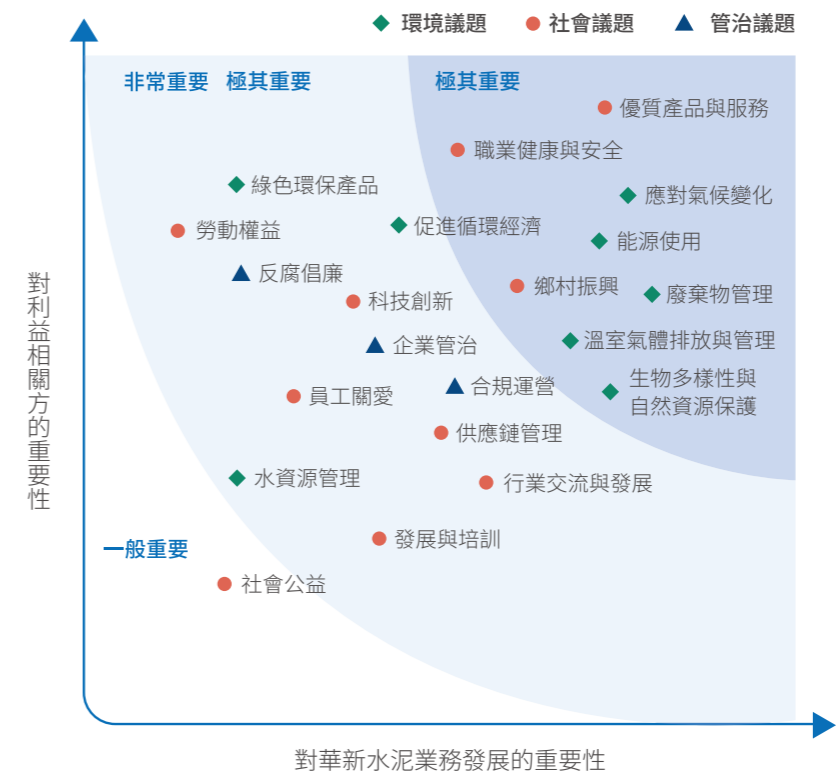 環境議題 社會議題 管治議題
非常重要 極其重要 極其重要
優質產品與服務
職業健康與安全
綠色環保產品
應對氣候變化
勞動權益
促進循環經濟
能源使用
反腐倡廉
科技創新
鄉村振興
廢棄物管理
企業管治
溫室氣體排放與管理
生物多樣性與
自然資源保護
員工關愛
合規運營
供應鏈管理
水資源管理
行業交流與發展
發展與培訓
一般重要
社會公益
對利益相關方的重要性
對華新水泥業務發展的重要性